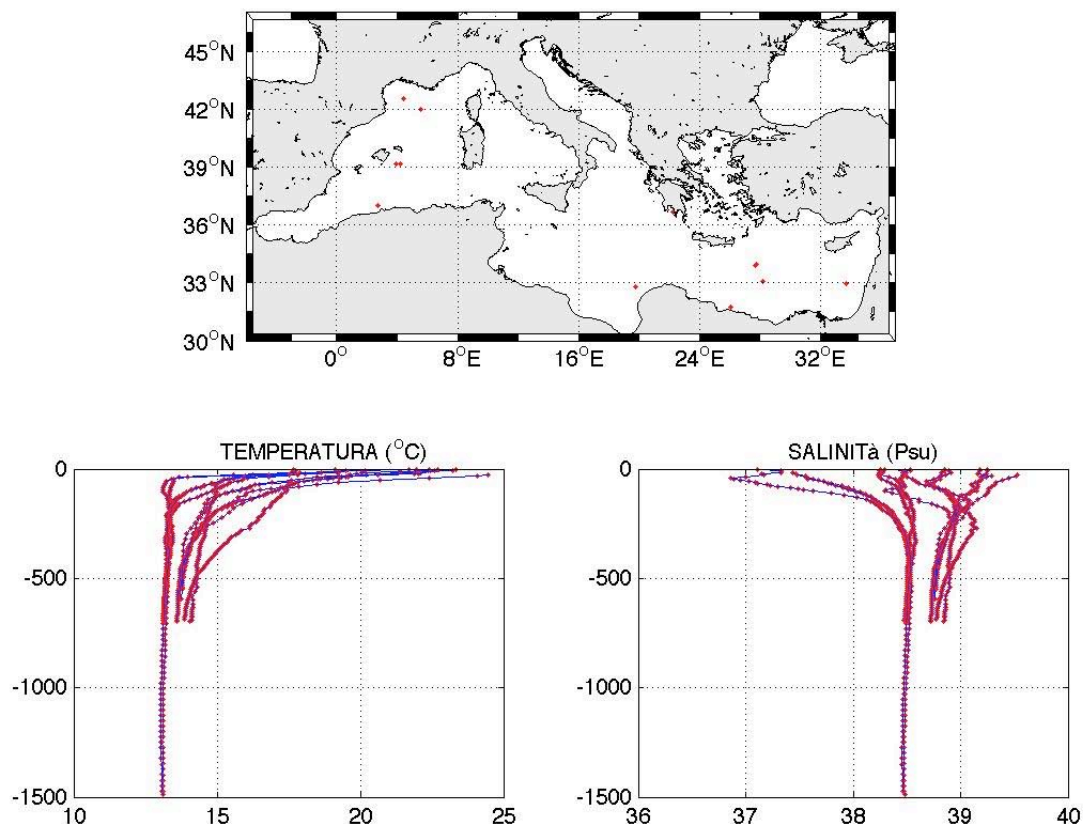 45°N
42°N
39°N
36°N
33°N
30°N
0° 8°E 16°E 24°E 32°E
TEMPERATURA (°C)
0
-500
-1000
-1500
10 15 20 25
SALINITà (Psu)
0
-500
-1000
-1500
36 37 38 39 40